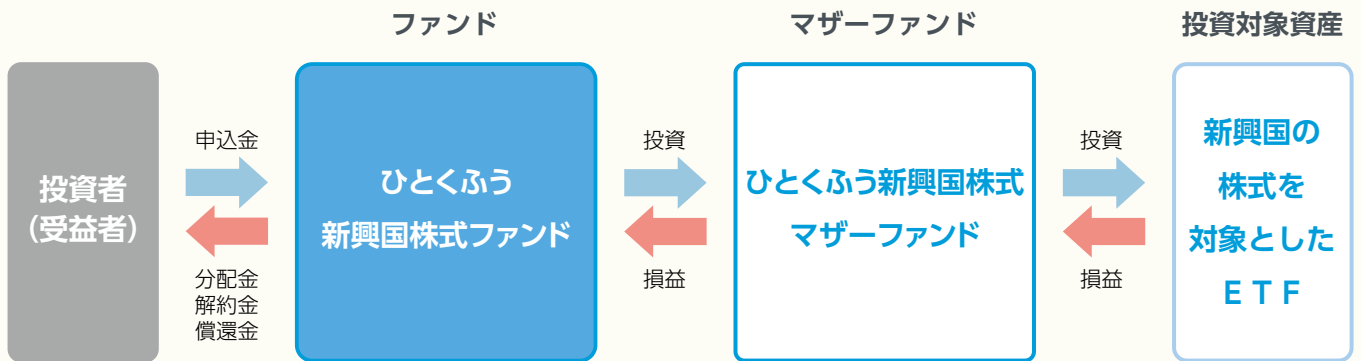 ファンド
マザーファンド
投資対象資産
投資者
(受益者)
申込金
分配金
解約金
償還金
ひとくふう
新興国株式ファンド
投資
損益
ひとくふう新興国株式
マザーファンド
投資
損益
新興国の
株式を
対象とした
ＥＴＦ